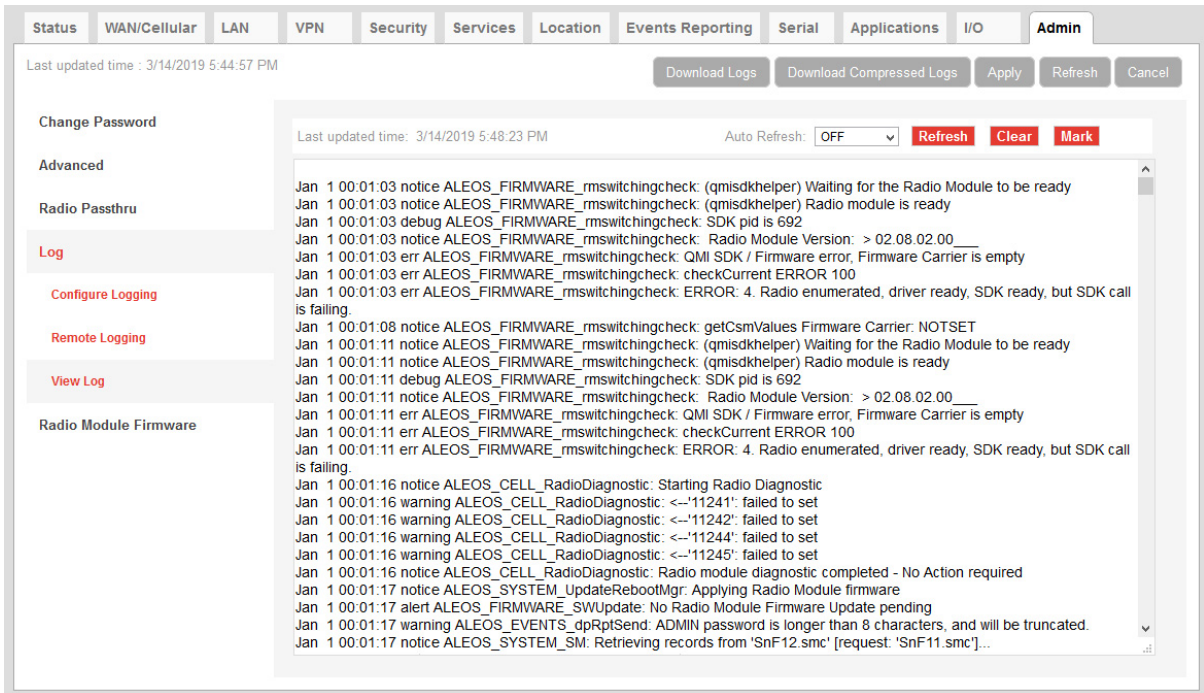 Status WAN/Cellular LAN VPN Security Services Location Events Reporting Serial Applications I/O Admin
Last updated time : 3/14/2019 5:44:57 PM
Download Logs Download Compressed Logs Apply Refresh Cancel
Change Password
Advanced
Radio Passthru
Log
Configure Logging
Remote Logging
View Log
Radio Module Firmware
Last updated time: 3/14/2019 5:48:23 PM Auto Refresh: OFF Refresh Clear Mark
Jan 1 00:01:03 notice ALEOS_FIRMWARE_rmswitchingcheck: (qmisdkhelper) Waiting for the Radio Module to be ready
Jan 1 00:01:03 notice ALEOS_FIRMWARE_rmswitchingcheck: (qmisdkhelper) Radio module is ready
Jan 1 00:01:03 debug ALEOS_FIRMWARE_rmswitchingcheck: SDK pid is 692
Jan 1 00:01:03 notice ALEOS_FIRMWARE_rmswitchingcheck: Radio Module Version: > 02.08.02.00___
Jan 1 00:01:03 err ALEOS_FIRMWARE_rmswitchingcheck: QMI SDK / Firmware error, Firmware Carrier is empty
Jan 1 00:01:03 err ALEOS_FIRMWARE_rmswitchingcheck: checkCurrent ERROR 100
Jan 1 00:01:03 err ALEOS_FIRMWARE_rmswitchingcheck: ERROR: 4. Radio enumerated, driver ready, SDK ready, but SDK call
is failing.
Jan 1 00:01:08 notice ALEOS_FIRMWARE_rmswitchingcheck: getCsmValues Firmware Carrier: NOTSET
Jan 1 00:01:11 notice ALEOS_FIRMWARE_rmswitchingcheck: (qmisdkhelper) Waiting for the Radio Module to be ready
Jan 1 00:01:11 notice ALEOS_FIRMWARE_rmswitchingcheck: (qmisdkhelper) Radio module is ready
Jan 1 00:01:11 debug ALEOS_FIRMWARE_rmswitchingcheck: SDK pid is 692
Jan 1 00:01:11 notice ALEOS_FIRMWARE_rmswitchingcheck: Radio Module Version: > 02.08.02.00___
Jan 1 00:01:11 err ALEOS_FIRMWARE_rmswitchingcheck: QMI SDK / Firmware error, Firmware Carrier is empty
Jan 1 00:01:11 err ALEOS_FIRMWARE_rmswitchingcheck: checkCurrent ERROR 100
Jan 1 00:01:11 err ALEOS_FIRMWARE_rmswitchingcheck: ERROR: 4. Radio enumerated, driver ready, SDK ready, but SDK call
is failing.
Jan 1 00:01:16 notice ALEOS_CELL_RadioDiagnostic: Starting Radio Diagnostic
Jan 1 00:01:16 warning ALEOS_CELL_RadioDiagnostic: <--'11241': failed to set
Jan 1 00:01:16 warning ALEOS_CELL_RadioDiagnostic: <--'11242': failed to set
Jan 1 00:01:16 warning ALEOS_CELL_RadioDiagnostic: <--'11244': failed to set
Jan 1 00:01:16 warning ALEOS_CELL_RadioDiagnostic: <--'11245': failed to set
Jan 1 00:01:16 notice ALEOS_CELL_RadioDiagnostic: Radio module diagnostic completed - No Action required
Jan 1 00:01:17 notice ALEOS_SYSTEM_UpdateRebootMgr: Applying Radio Module firmware
Jan 1 00:01:17 alert ALEOS_FIRMWARE_SWUpdate: No Radio Module Firmware Update pending
Jan 1 00:01:17 warning ALEOS_EVENTS_dpRptSend: ADMIN password is longer than 8 characters, and will be truncated.
Jan 1 00:01:17 notice ALEOS_SYSTEM_SM: Retrieving records from 'SnF12.smc' [request: 'SnF11.smc']...